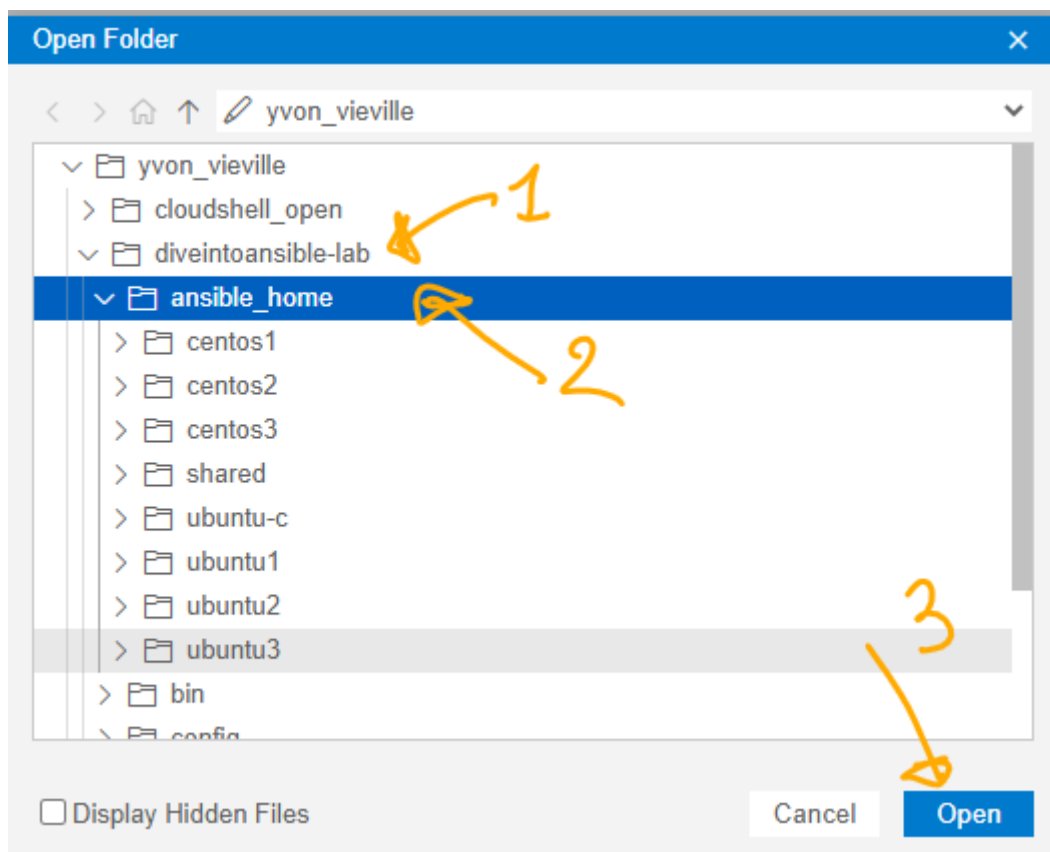 Open Folder
yvon_vieville
yvon_vieville
cloudshell_open
1
diveintoansible-lab
ansible_home
centos1
2
centos2
centos3
shared
ubuntu-c
ubuntu1
ubuntu2
3
ubuntu3
bin
config
Display Hidden Files
Cancel
Open